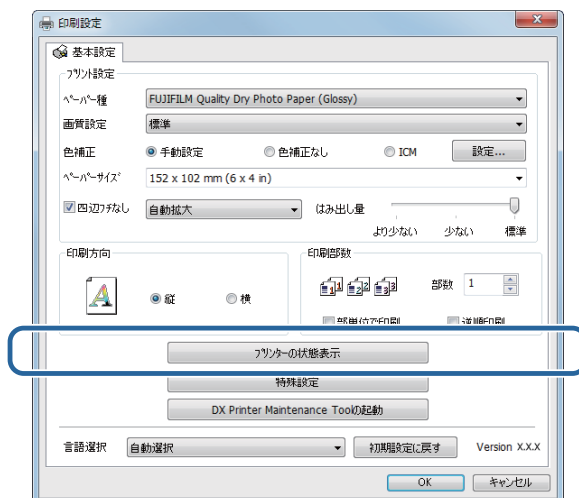 印刷設定
基本設定
プリント設定
ペーパー種 FUJIFILM Quality Dry Photo Paper (Glossy)
画質設定 標準
色補正 手動設定 色補正なし ICM 設定...
ペーパーサイズ 152 x 102 mm (6 x 4 in)
四辺フチなし 自動拡大 はみ出し量
より少ない 少ない 標準
印刷方向 印刷部数
縦 横 部数 1
部単位で印刷 逆順印刷
プリンターの状態表示
特殊設定
DX Printer Maintenance Toolの起動
言語選択 自動選択 初期設定に戻す Version X.X.X
OK キャンセル